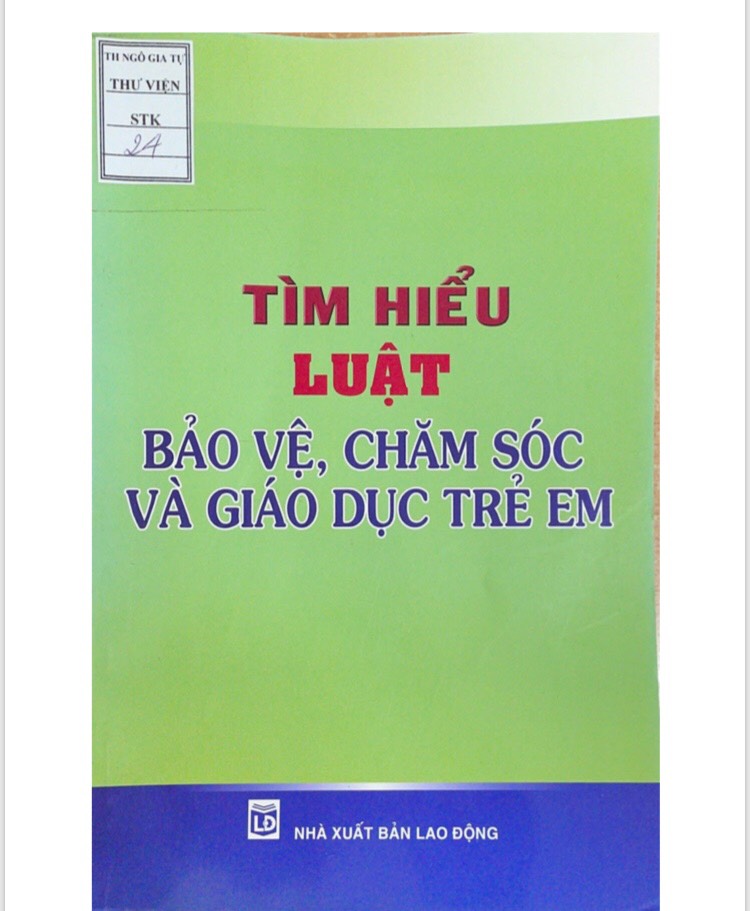 TH NGÔ GIA TỰ
THƯ VIỆN
STK
24
TÌM HIỂU
LUẬT
BẢO VỆ, CHĂM SÓC
VÀ GIÁO DỤC TRẺ EM
LĐ
NHÀ XUẤT BẢN LAO ĐỘNG